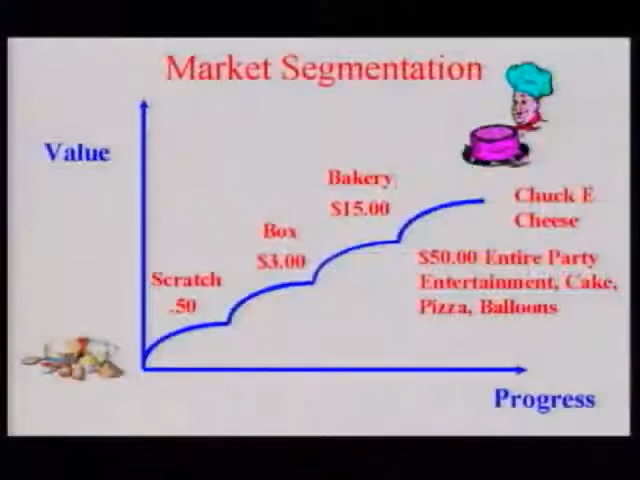 Market Segmentation
Value
Bakery
$15.00
Chuck E
Cheese
Box
$3.00
$50.00 Entire Party
Entertainment, Cake,
Pizza, Balloons
Scratch
.50
Progress